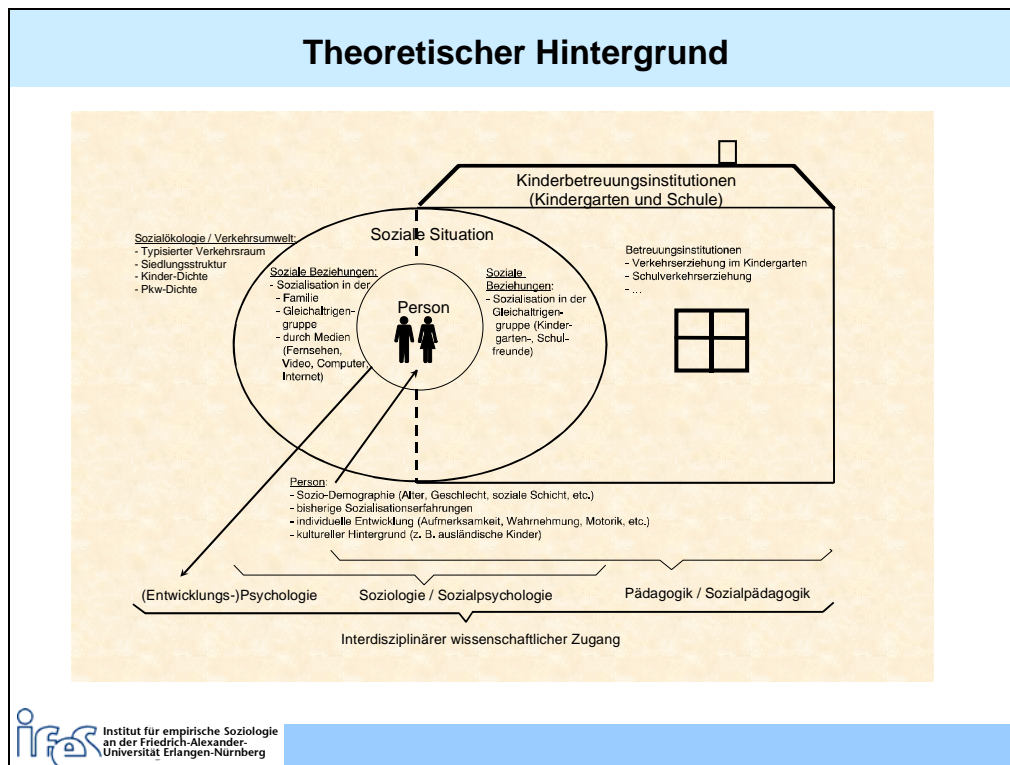 Theoretischer Hintergrund
Kinderbetreuungsinstitutionen
(Kindergarten und Schule)
Soziale Situation
Sozialökologie / Verkehrsumwelt:
- Typisierter Verkehrsraum
- Siedlungsstruktur
- Kinder-Dichte
- Pkw-Dichte
Soziale Beziehungen:
- Sozialisation in der
- Familie
- Gleichaltrigen-
gruppe
- durch Medien
(Fernsehen,
Video, Computer,
Internet)
Person
Soziale
Beziehungen:
- Sozialisation in der
Gleichaltrigen-
gruppe (Kinder-
garten-, Schul-
freunde)
Betreuungsinstitutionen
- Verkehrserziehung im Kindergarten
- Schulverkehrserziehung
- ...
Person:
- Sozio-Demographie (Alter, Geschlecht, soziale Schicht, etc.)
- bisherige Sozialisationserfahrungen
- individuelle Entwicklung (Aufmerksamkeit, Wahrnehmung, Motorik, etc.)
- kultureller Hintergrund (z. B. ausländische Kinder)
(Entwicklungs-)Psychologie
Soziologie / Sozialpsychologie
Pädagogik / Sozialpädagogik
Interdisziplinärer wissenschaftlicher Zugang
ifes
Institut für empirische Soziologie
an der Friedrich-Alexander-
Universität Erlangen-Nürnberg